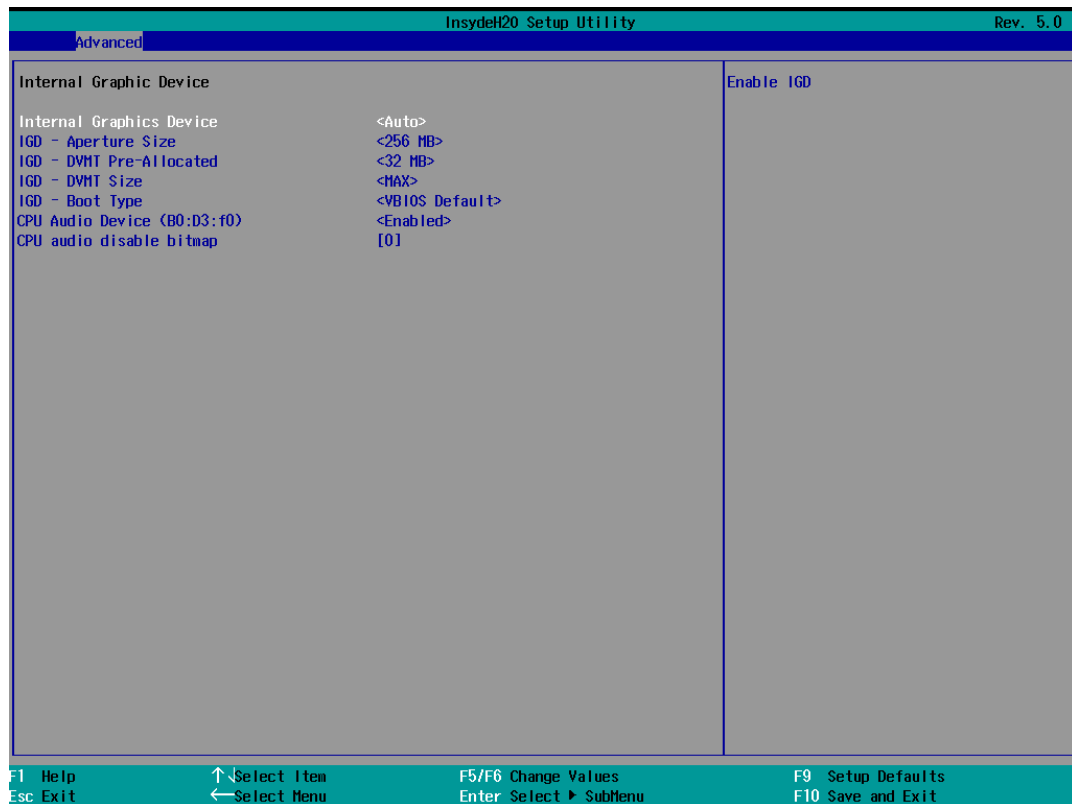 InsydeH20 Setup Utility Rev. 5.0
Advanced
Internal Graphic Device Enable IGD
Internal Graphics Device <Auto>
IGD - Aperture Size <256 MB>
IGD - DVMT Pre-Allocated <32 MB>
IGD - DVMT Size <MAX>
IGD - Boot Type <VBIOS Default>
CPU Audio Device (B0:D3:f0) <Enabled>
CPU audio disable bitmap [0]
F1 Help ↑↓Select Item F5/F6 Change Values F9 Setup Defaults
Esc Exit ←Select Menu Enter Select ▶ SubMenu F10 Save and Exit